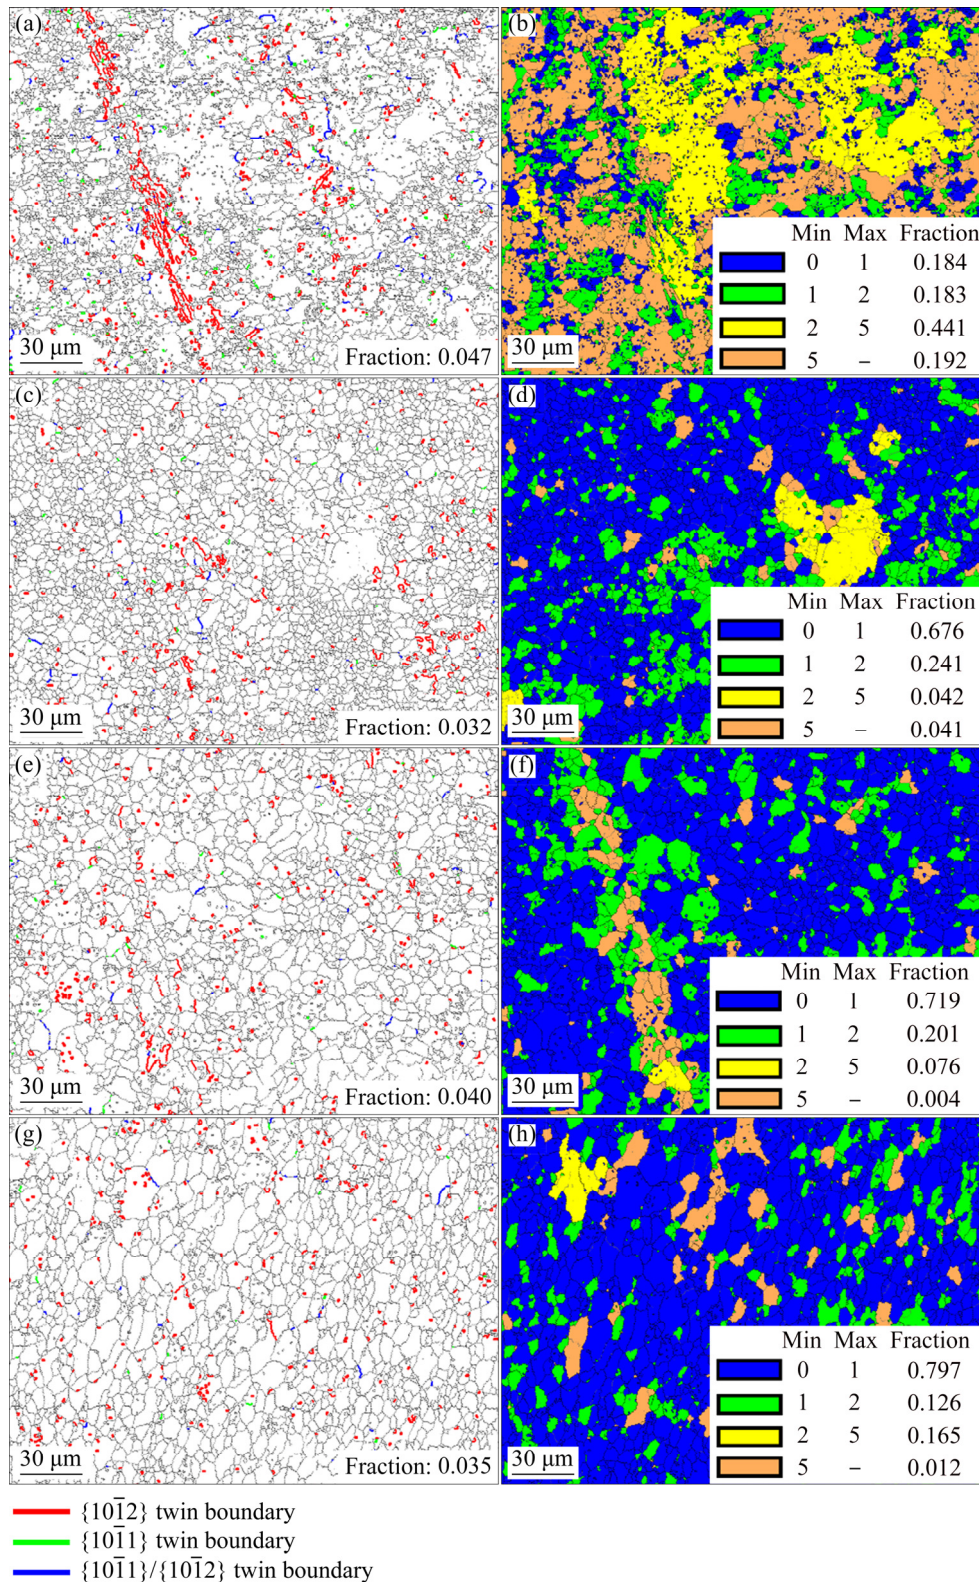 (a)
30 μm
Fraction: 0.047
(b)
Min Max Fraction
0 1 0.184
1 2 0.183
2 5 0.441
5 – 0.192
30 μm
(c)
30 μm
Fraction: 0.032
(d)
Min Max Fraction
0 1 0.676
1 2 0.241
2 5 0.042
5 – 0.041
30 μm
(e)
30 μm
Fraction: 0.040
(f)
Min Max Fraction
0 1 0.719
1 2 0.201
2 5 0.076
5 – 0.004
30 μm
(g)
30 μm
Fraction: 0.035
(h)
Min Max Fraction
0 1 0.797
1 2 0.126
2 5 0.165
5 – 0.012
30 μm
{101̅2} twin boundary
{101̅1} twin boundary
{101̅1}/{101̅2} twin boundary